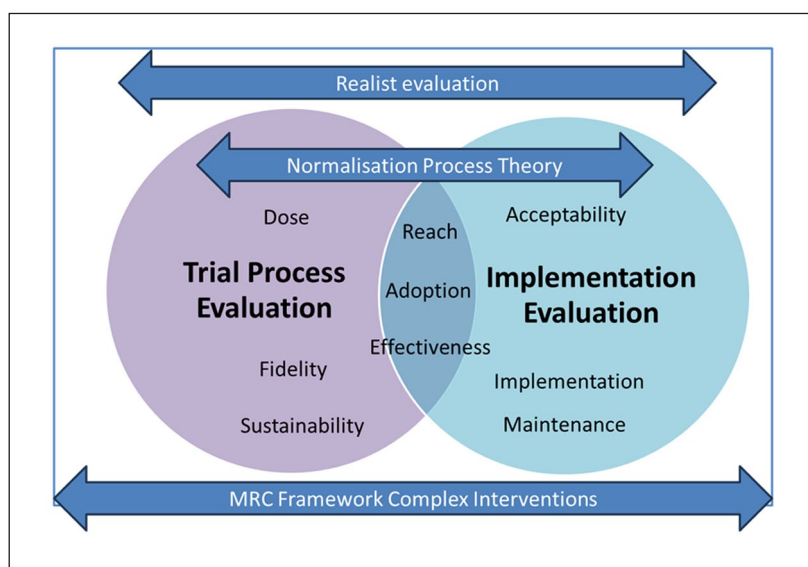 Realist evaluation
Normalisation Process Theory
Dose
Acceptability
Reach
Trial Process
Evaluation
Adoption
Implementation
Evaluation
Effectiveness
Fidelity
Implementation
Sustainability
Maintenance
MRC Framework Complex Interventions